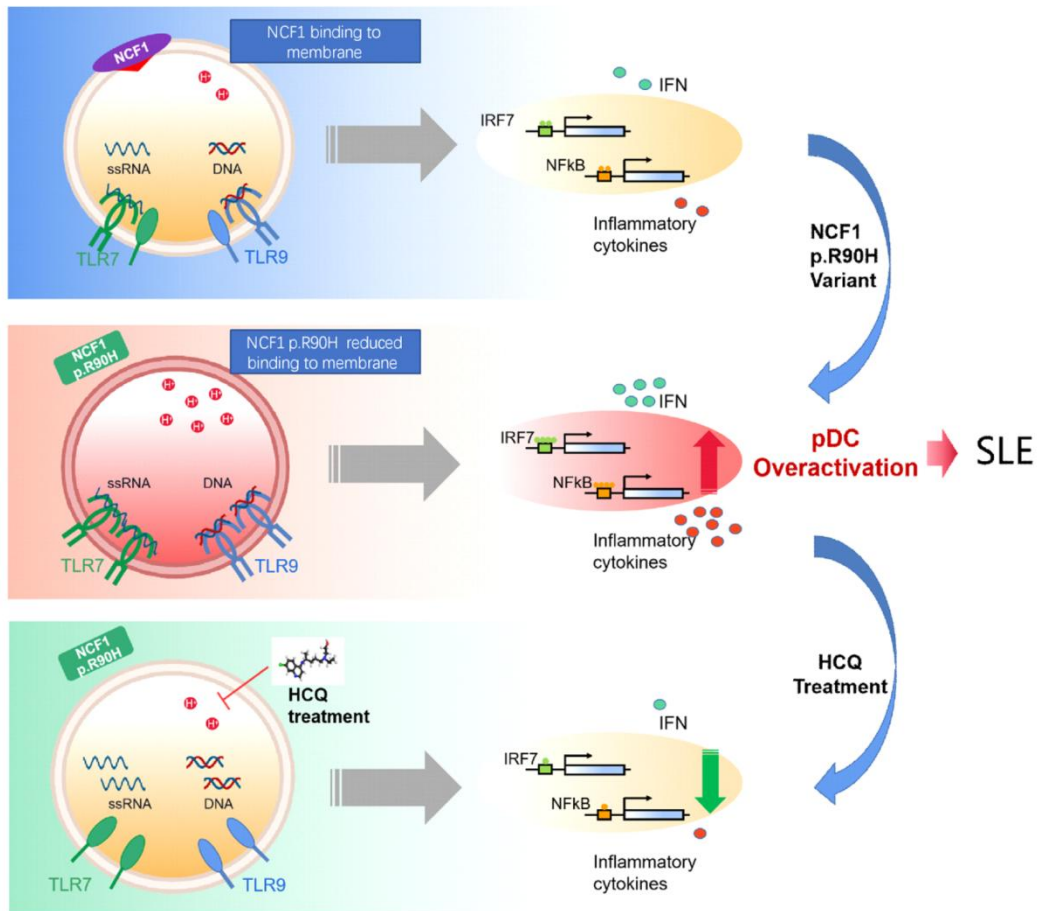 NCF1
NCF1 binding to
membrane
H⁺
H⁺
ssRNA
DNA
TLR7
TLR9
IFN
IRF7
NFkB
Inflammatory
cytokines
NCF1
p.R90H
Variant
NCF1
p.R90H
NCF1 p.R90H reduced
binding to membrane
H⁺
H⁺
H⁺
H⁺
H⁺
H⁺
ssRNA
DNA
TLR7
TLR9
IFN
IRF7
NFkB
Inflammatory
cytokines
pDC
Overactivation
SLE
NCF1
p.R90H
H⁺
H⁺
HCQ
treatment
ssRNA
DNA
TLR7
TLR9
IFN
IRF7
NFkB
Inflammatory
cytokines
HCQ
Treatment